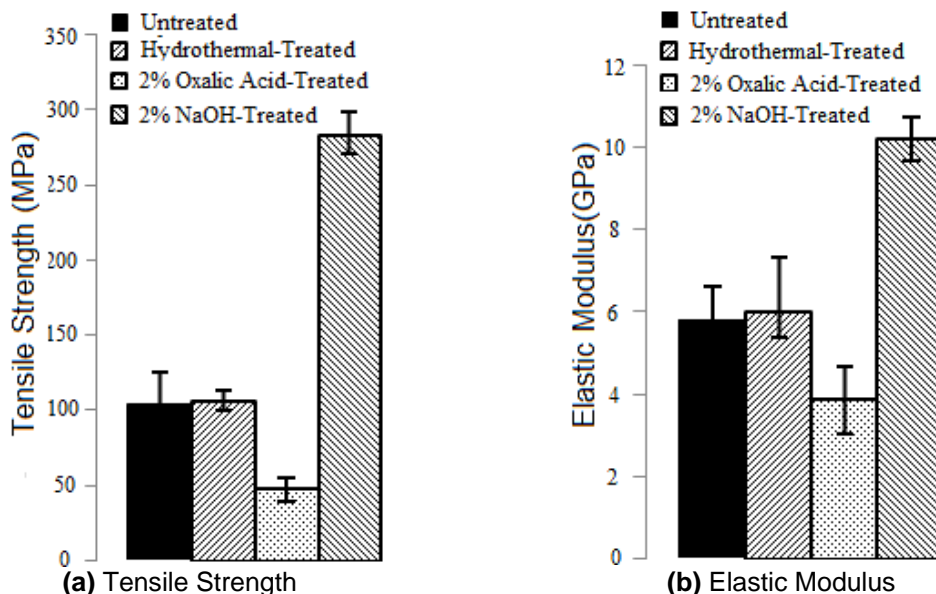 Untreated
Hydrothermal-Treated
2% Oxalic Acid-Treated
2% NaOH-Treated
350
300
250
200
150
100
50
0
Tensile Strength (MPa)
(a) Tensile Strength
Untreated
Hydrothermal-Treated
2% Oxalic Acid-Treated
2% NaOH-Treated
12
10
8
6
4
2
0
Elastic Modulus(GPa)
(b) Elastic Modulus